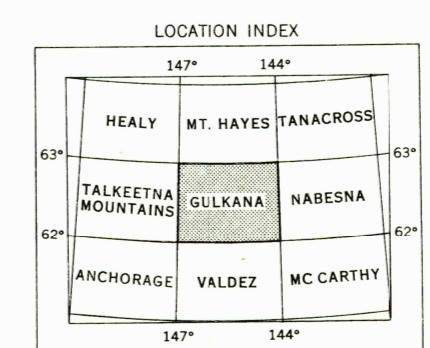 LOCATION INDEX
147° 144°
HEALY MT. HAYES TANACROSS
63° 63°
TALKEETNA MOUNTAINS GULKANA NABESNA
62° 62°
ANCHORAGE VALDEZ MC CARTHY
147° 144°